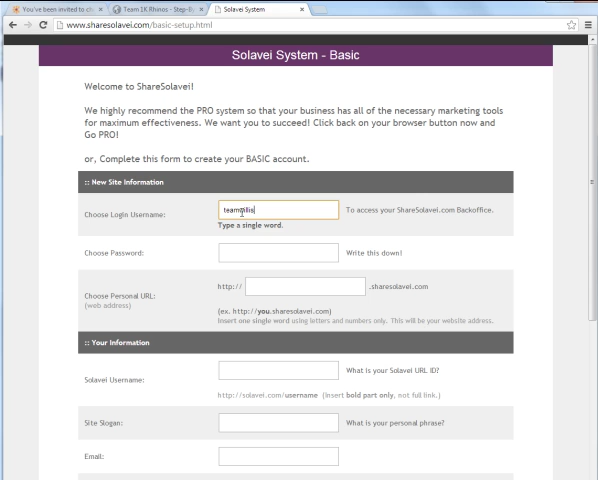 You've been invited to ch
Team 1K Rhinos - Step-B
Solavei System
www.sharesolavei.com/basic-setup.html
Solavei System - Basic
Welcome to ShareSolavei!
We highly recommend the PRO system so that your business has all of the necessary marketing tools
for maximum effectiveness. We want you to succeed! Click back on your browser button now and
Go PRO!
or, Complete this form to create your BASIC account.
:: New Site Information
Choose Login Username:
teamwillis
To access your ShareSolavei.com Backoffice.
Type a single word.
Choose Password:
Write this down!
Choose Personal URL:
(web address)
http://
.sharesolavei.com
(ex. http://you.sharesolavei.com)
Insert one single word using letters and numbers only. This will be your website address.
:: Your Information
Solavei Username:
What is your Solavei URL ID?
http://solavei.com/username (Insert bold part only, not full link.)
Site Slogan:
What is your personal phrase?
Email: